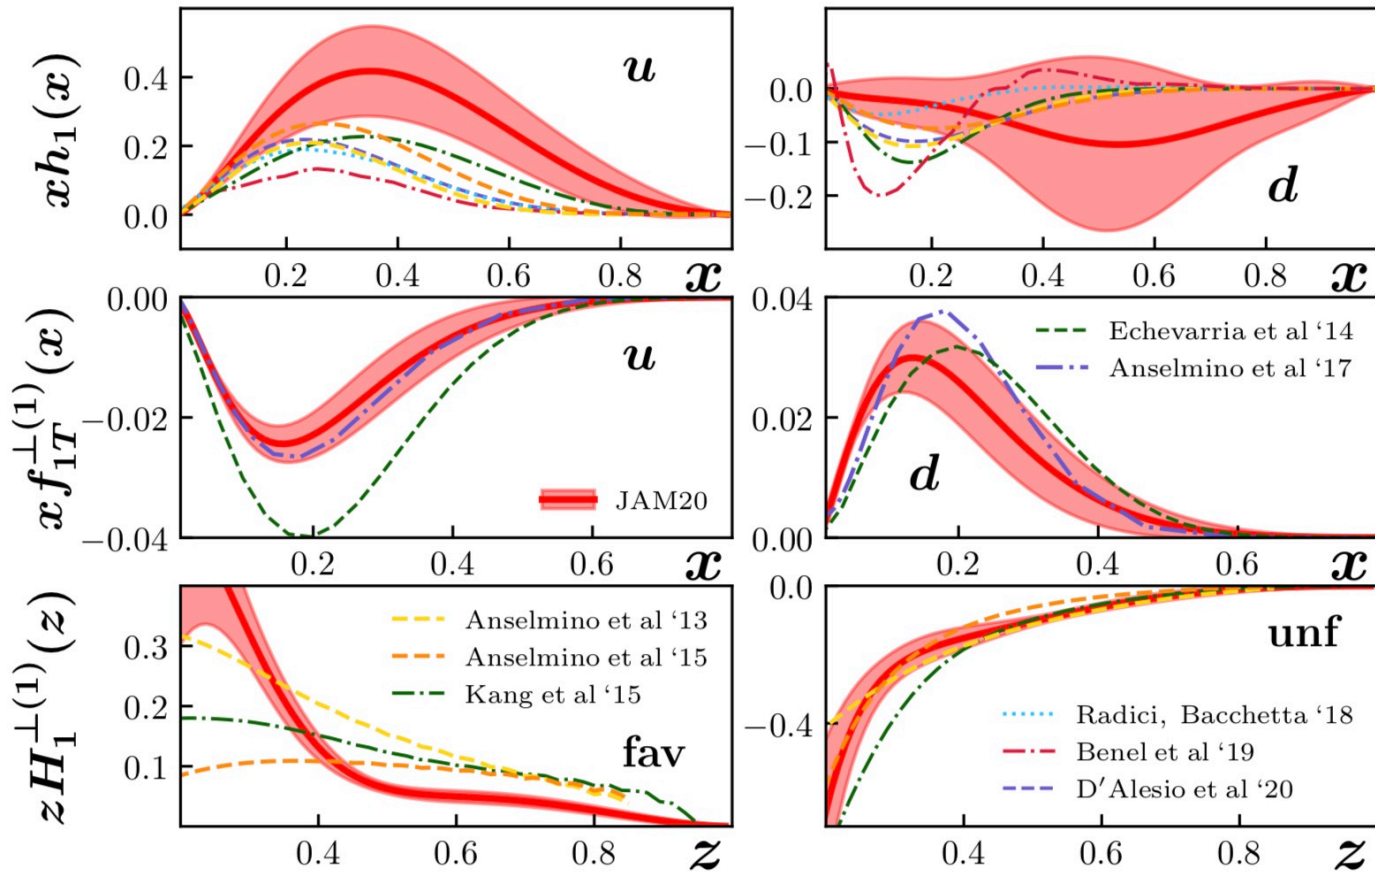 xh₁(x)
0.4
0.2
0.0
u
0.2 0.4 0.6 0.8 x
0.0
−0.1
−0.2
d
0.2 0.4 0.6 0.8 x
xf₁T⊥(1)(x)
0.00
−0.02
−0.04
u
JAM20
0.2 0.4 0.6 x
0.04
0.02
0.00
d
Echevarria et al ‘14
Anselmino et al ‘17
0.2 0.4 0.6 x
zH₁⊥(1)(z)
0.3
0.2
0.1
Anselmino et al ‘13
Anselmino et al ‘15
Kang et al ‘15
fav
0.4 0.6 0.8 z
0.0
−0.4
unf
Radici, Bacchetta ‘18
Benel et al ‘19
D′Alesio et al ‘20
0.4 0.6 0.8 z